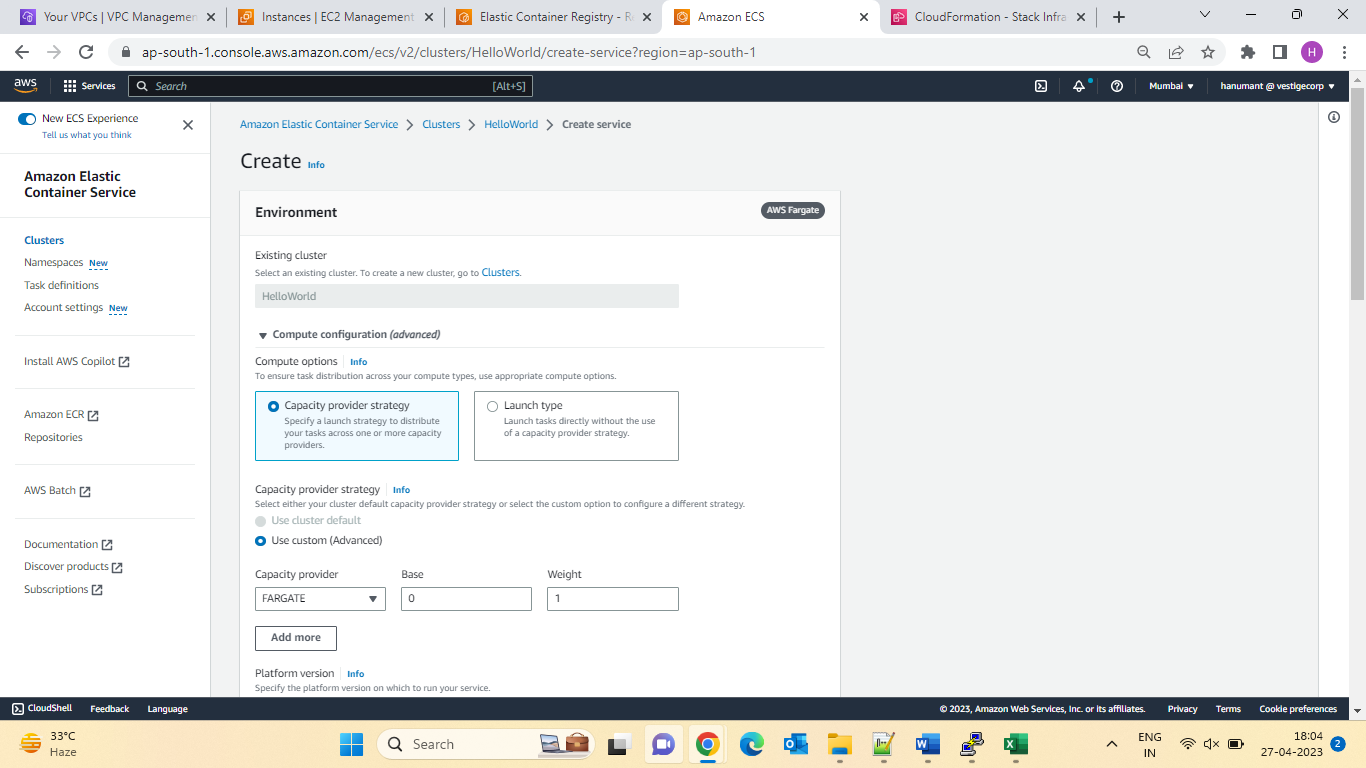 Your VPCs | VPC Managemen
Instances | EC2 Management
Elastic Container Registry - R
Amazon ECS
CloudFormation - Stack Infra
ap-south-1.console.aws.amazon.com/ecs/v2/clusters/HelloWorld/create-service?region=ap-south-1
H
aws
Services
Search
[Alt+S]
Mumbai
hanumant @ vestigecorp
New ECS Experience
Tell us what you think
Amazon Elastic
Container Service
Clusters
Namespaces New
Task definitions
Account settings New
Install AWS Copilot
Amazon ECR
Repositories
AWS Batch
Documentation
Discover products
Subscriptions
Amazon Elastic Container Service > Clusters > HelloWorld > Create service
Create Info
Environment
AWS Fargate
Existing cluster
Select an existing cluster. To create a new cluster, go to Clusters.
HelloWorld
Compute configuration (advanced)
Compute options Info
To ensure task distribution across your compute types, use appropriate compute options.
Capacity provider strategy
Specify a launch strategy to distribute
your tasks across one or more capacity
providers.
Launch type
Launch tasks directly without the use
of a capacity provider strategy.
Capacity provider strategy Info
Select either your cluster default capacity provider strategy or select the custom option to configure a different strategy.
Use cluster default
Use custom (Advanced)
Capacity provider Base Weight
FARGATE 0 1
Add more
Platform version Info
Specify the platform version on which to run your service.
CloudShell Feedback Language
© 2023, Amazon Web Services, Inc. or its affiliates. Privacy Terms Cookie preferences
33°C
Haze
Search
ENG
IN
18:04
27-04-2023
2